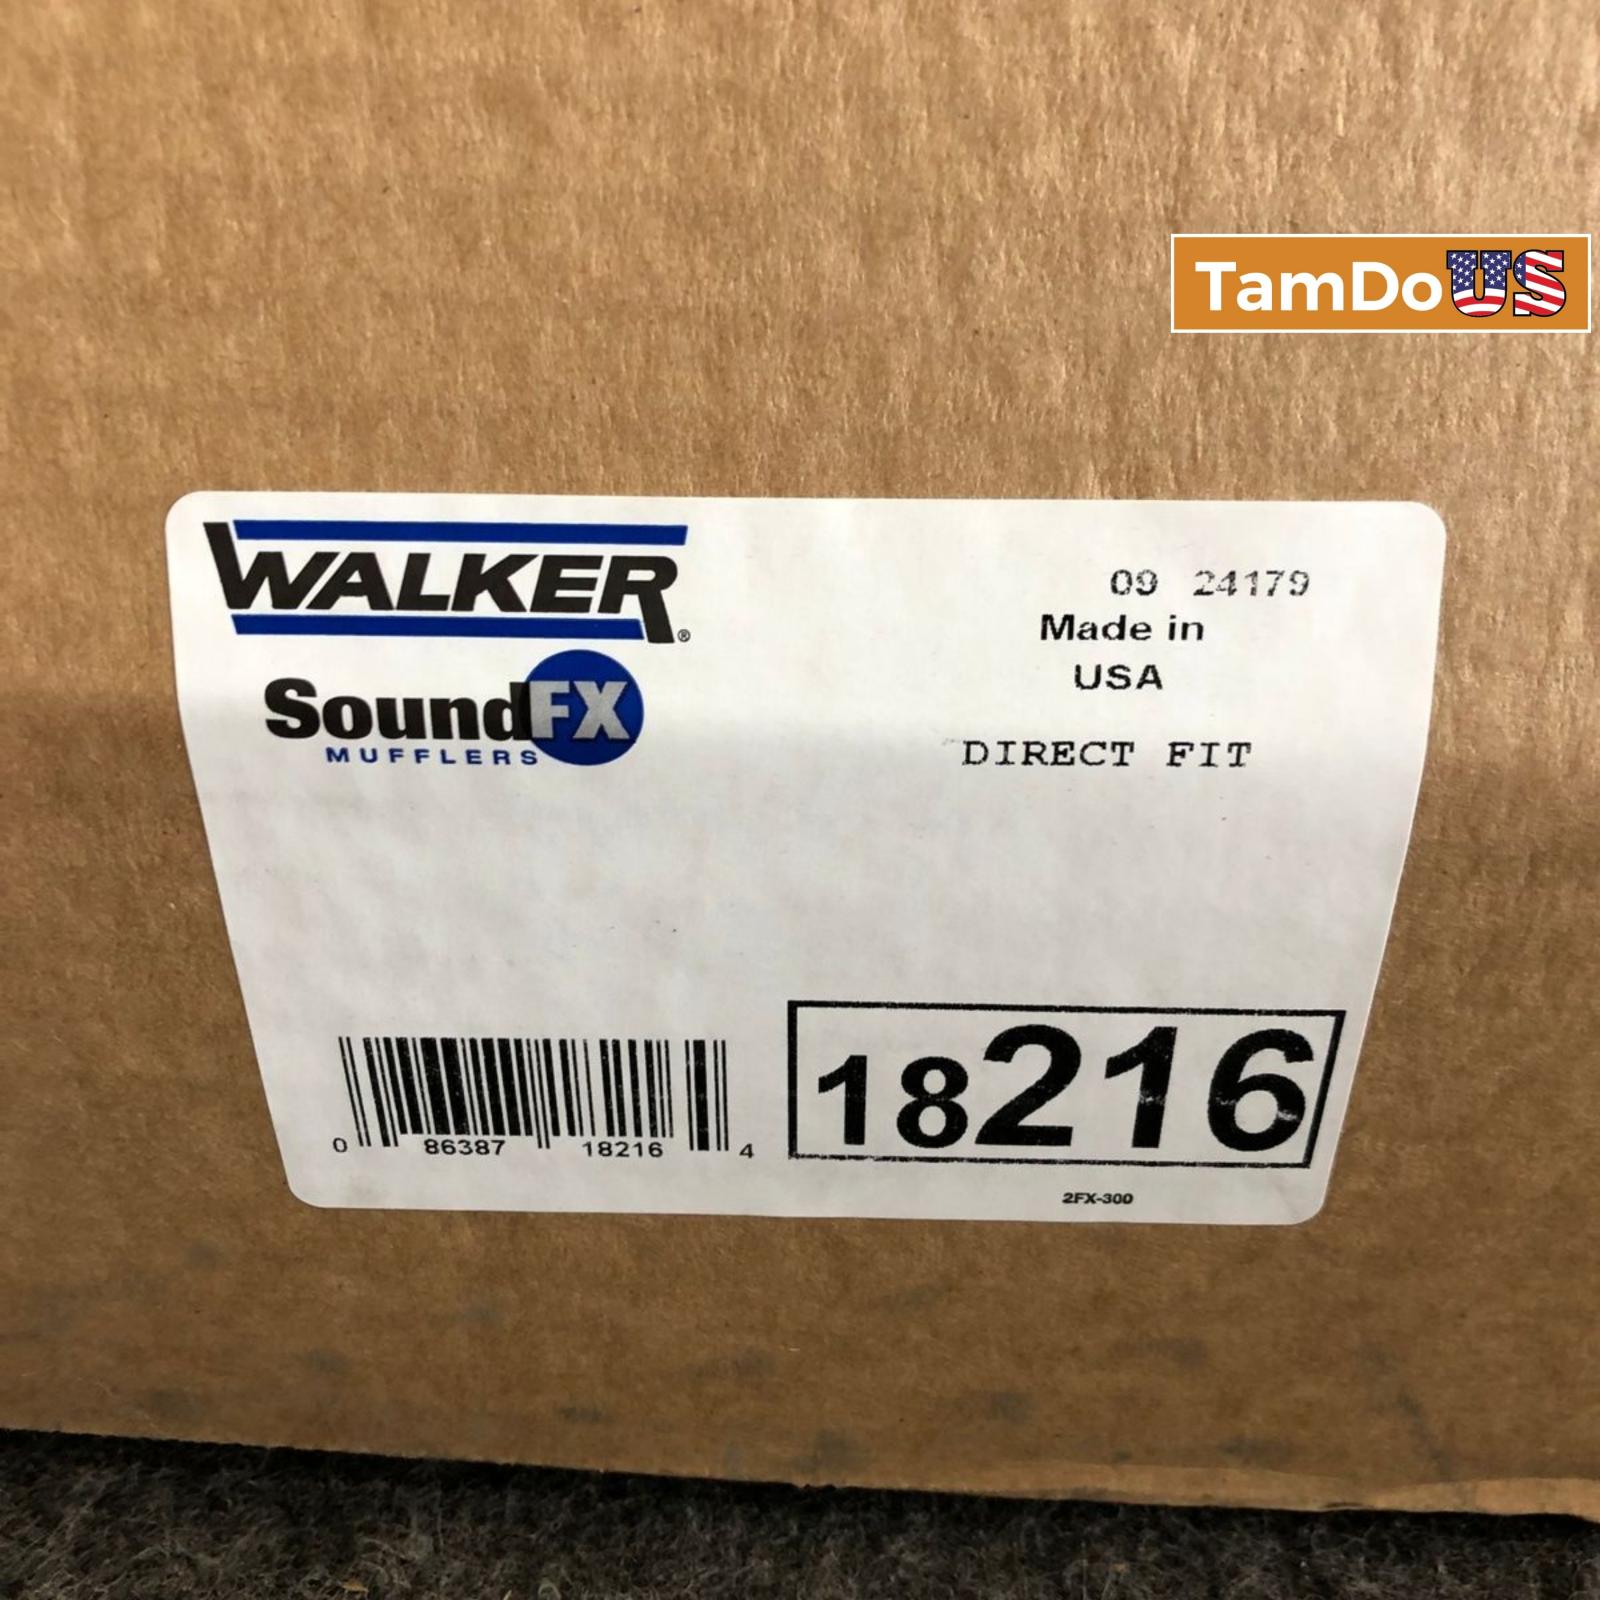 TamDoUS
WALKER®
SoundFX
MUFFLERS
09 24179
Made in
USA
DIRECT FIT
0 86387 18216 4
18216
2FX-300